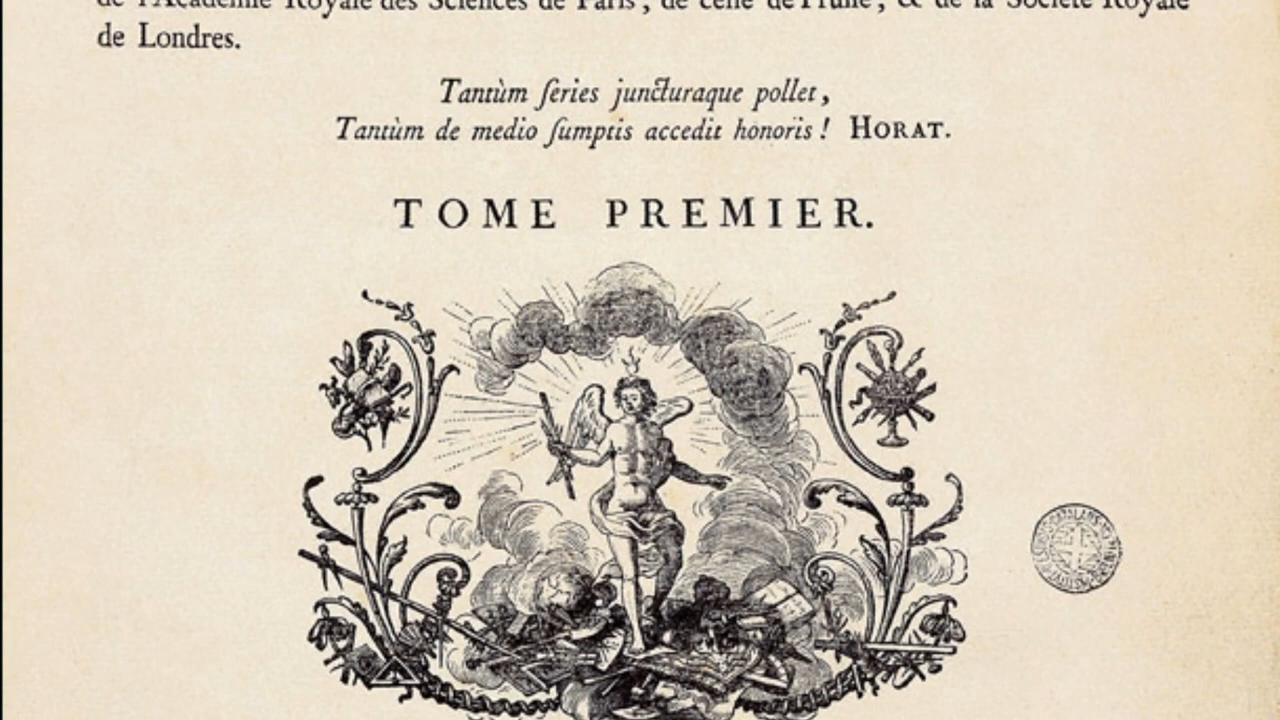 de l'Académie Royale des Sciences de Paris, de celle de Pruſſe, & de la Société Royale
de Londres.
Tantùm ſeries juncturaque pollet,
Tantùm de medio ſumptis accedit honoris! HORAT.
TOME PREMIER.